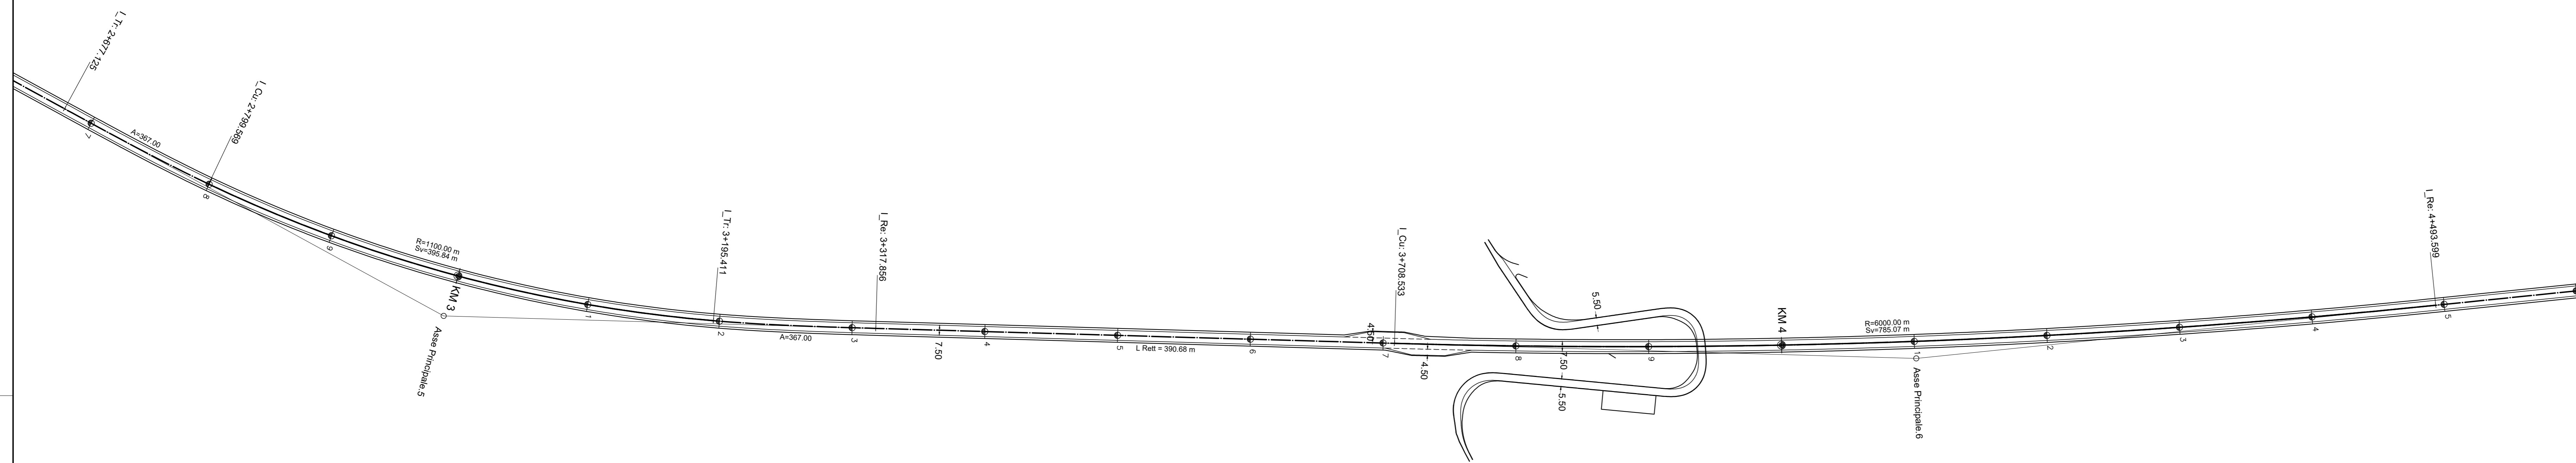 I_Tr: 2+677.125
7
A=367.00
I_Cu: 2+799.569
8
9
R=1100.00 m
Sv=395.84 m
KM 3
Asse Principale.5
1
I_Tr: 3+195.411
2
A=367.00
3
I_Re: 3+317.856
7.50
4
5
L Rett = 390.68 m
6
4.50
7
I_Cu: 3+708.533
4.50
8
7.50
5.50
5.50
9
KM 4
R=6000.00 m
Sv=785.07 m
1
Asse Principale.6
2
3
4
I_Re: 4+493.599
5